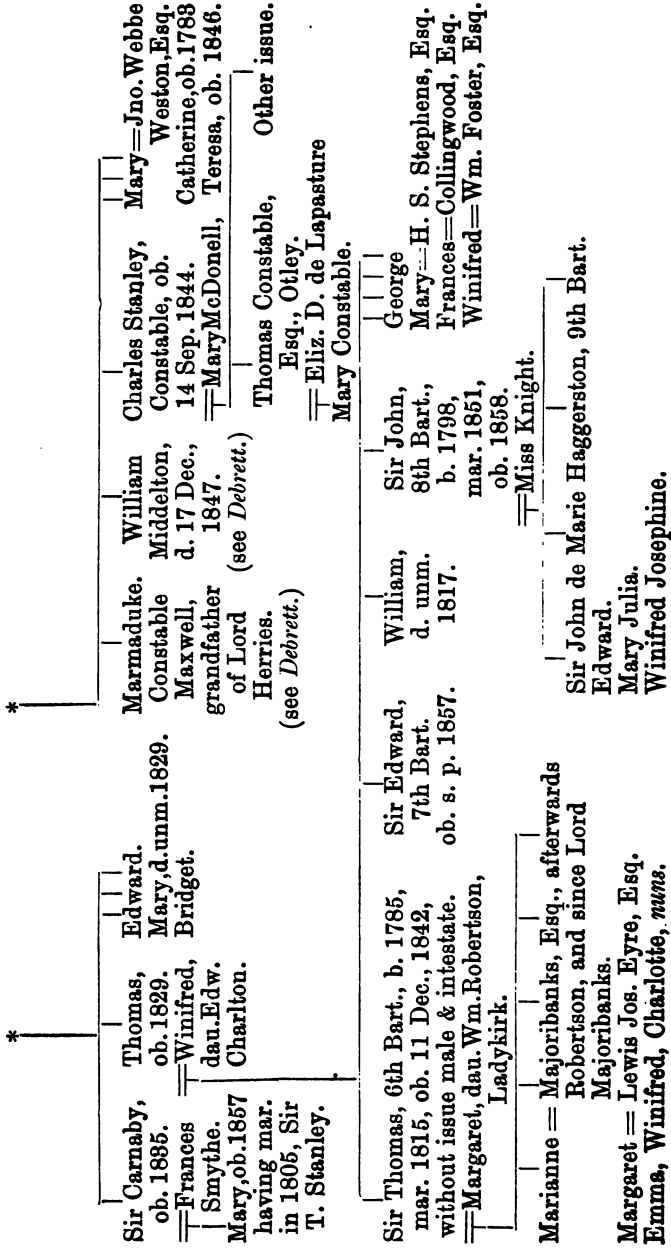 *
*
Sir Carnaby,
ob. 1835.
=Frances
Smythe.
Mary, ob. 1857
having mar.
in 1805, Sir
T. Stanley.
Thomas,
ob. 1829.
=Winifred,
dau. Edw.
Charlton.
Edward.
Mary, d. unm. 1829.
Bridget.
Marmaduke.
Constable
Maxwell,
grandfather
of Lord
Herries.
(see Debrett.)
William
Middelton,
d. 17 Dec.,
1847.
(see Debrett.)
Charles Stanley,
Constable, ob.
14 Sep. 1844.
=Mary McDonell,
Mary=Jno. Webbe
Weston, Esq.
Catherine, ob. 1783
Teresa, ob. 1846.
Thomas Constable,
Esq., Otley.
=Eliz. D. de Lapasture
Mary Constable.
Other issue.
Sir Thomas, 6th Bart., b. 1785,
mar. 1815, ob. 11 Dec., 1842,
without issue male & intestate.
=Margaret, dau. Wm. Robertson,
Ladykirk.
Sir Edward,
7th Bart.
ob. s. p. 1857.
William,
d. unm.
1817.
Sir John,
8th Bart.,
b. 1798,
mar. 1851,
ob. 1858.
=Miss Knight.
George
Mary=H. S. Stephens, Esq.
Frances=Collingwood, Esq.
Winifred=Wm. Foster, Esq.
Marianne = Majoribanks, Esq., afterwards
Robertson, and since Lord
Majoribanks.
Margaret = Lewis Jos. Eyre, Esq.
Emma, Winifred, Charlotte, nuns.
Sir John de Marie Haggerston, 9th Bart.
Edward.
Mary Julia.
Winifred Josephine.